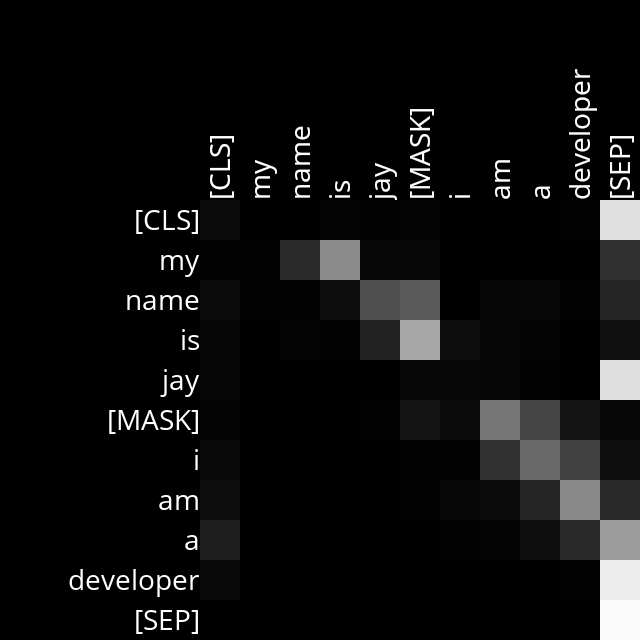 [CLS]
my
name
is
jay
[MASK]
i
am
a
developer
[SEP]
[CLS]
my
name
is
jay
[MASK]
i
am
a
developer
[SEP]